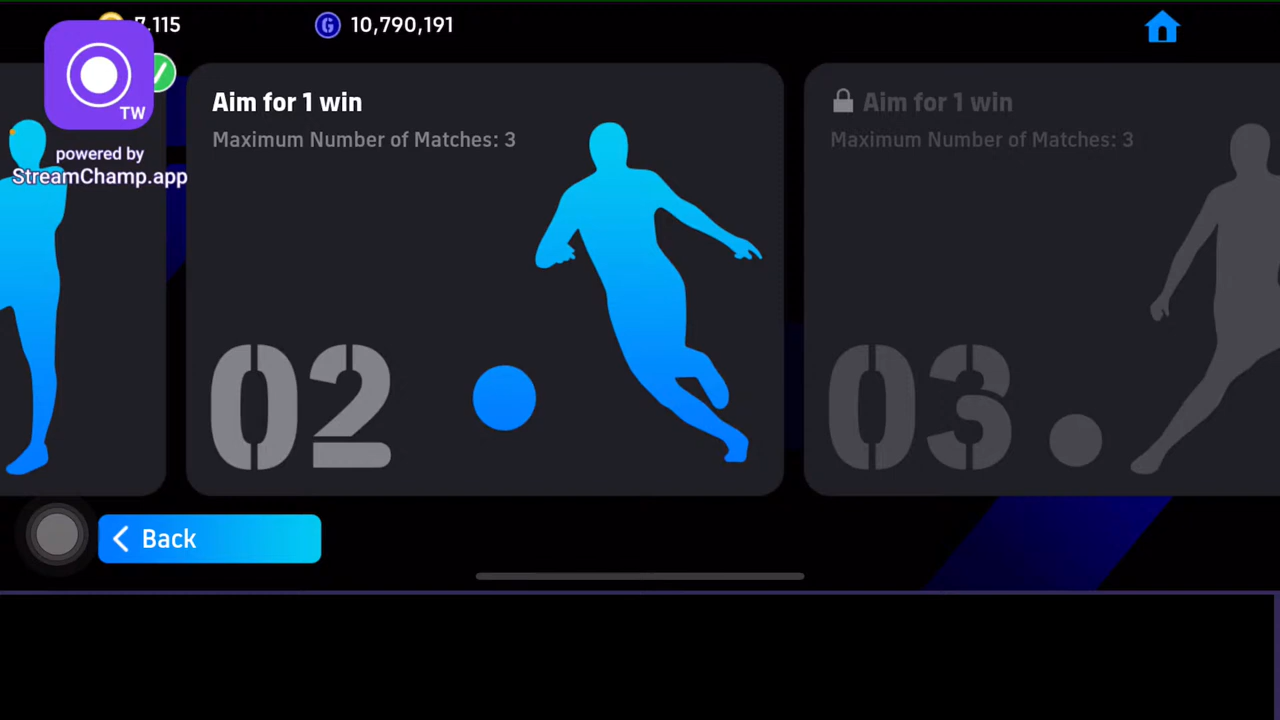 7,115
G 10,790,191
TW
powered by
StreamChamp.app
Aim for 1 win
Maximum Number of Matches: 3
02
Aim for 1 win
Maximum Number of Matches: 3
03
Back